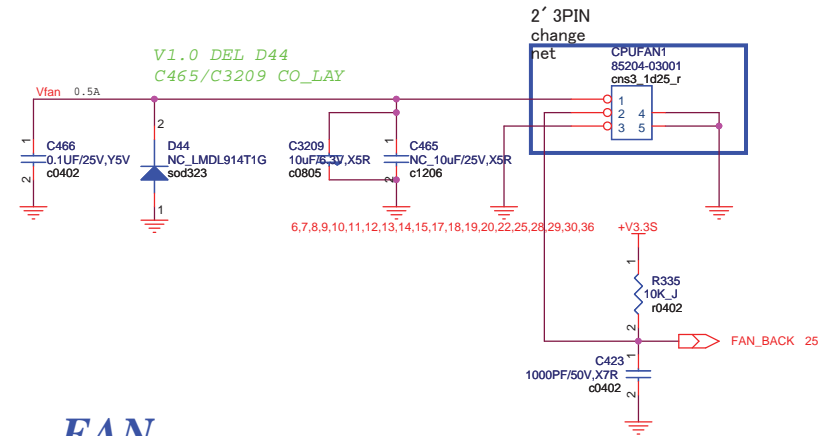 2´ 3PIN
change
net
V1.0 DEL D44
C465/C3209 CO_LAY
CPUFAN1
85204-03001
cns3_1d25_r
Vfan 0.5A
1
2 4
3 5
1
C466
0.1UF/25V,Y5V
c0402
2
2
D44
NC_LMDL914T1G
sod323
1
C3209
10uF/6.3V,X5R
c0805
1
C465
NC_10uF/25V,X5R
c1206
2
6,7,8,9,10,11,12,13,14,15,17,18,19,20,22,25,28,29,30,36
+V3.3S
1
R335
10K_J
r0402
2
FAN_BACK 25
1
C423
1000PF/50V,X7R
c0402
2
FAN